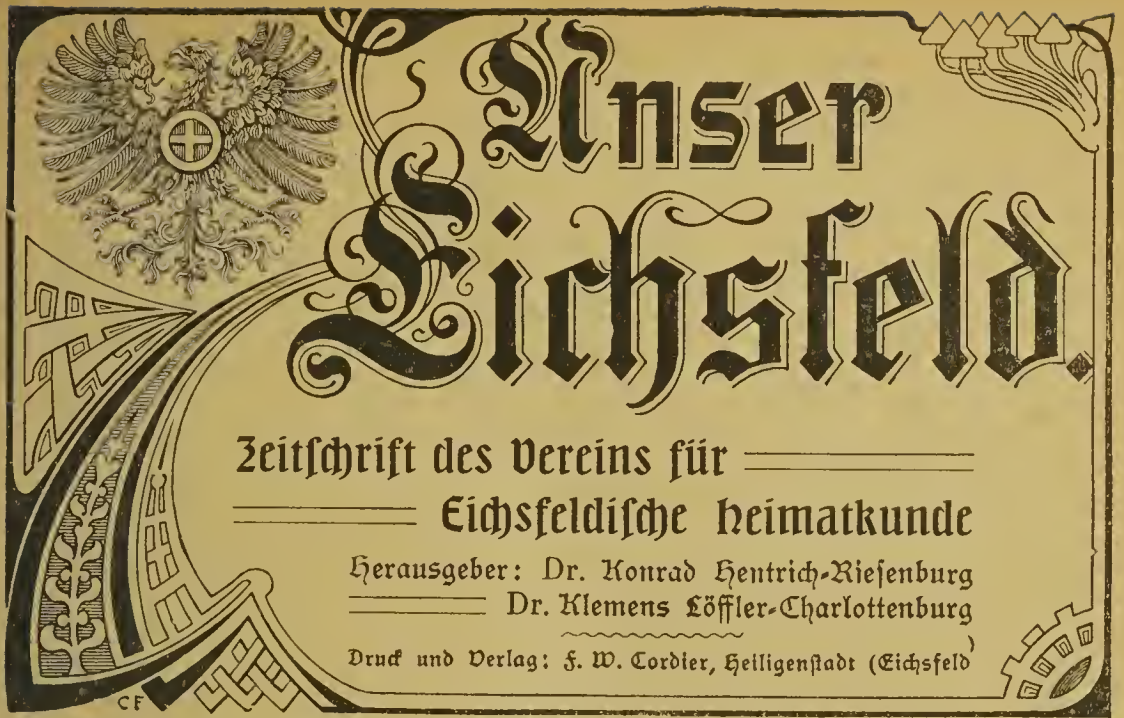 Unser
Eichsfeld.
Zeitschrift des Vereins für
Eichsfeldische Heimatkunde
Herausgeber: Dr. Konrad Hentrich-Riesenburg
Dr. Klemens Löffler-Charlottenburg
Druck und Verlag: F. W. Cordier, Heiligenstadt (Eichsfeld)
CF